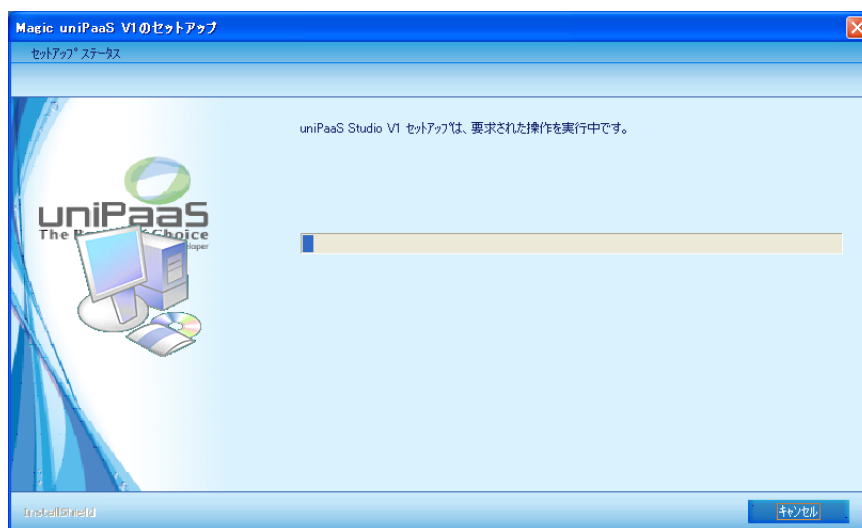 Magic uniPaaS V1のセットアップ
ｾｯﾄｱｯﾌﾟ ｽﾃｰﾀｽ
uniPaaS Studio V1 ｾｯﾄｱｯﾌﾟは、要求された操作を実行中です。
uniPaaS
The Choice
InstallShield
ｷｬﾝｾﾙ